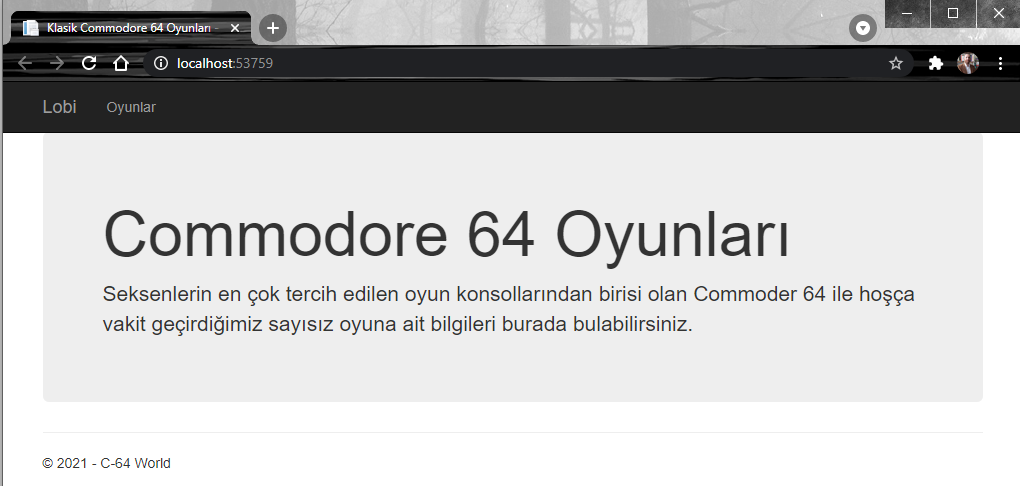 Klasik Commodore 64 Oyunları -
localhost:53759
Lobi Oyunlar
Commodore 64 Oyunları
Seksenlerin en çok tercih edilen oyun konsollarından birisi olan Commoder 64 ile hoşça
vakit geçirdiğimiz sayısız oyuna ait bilgileri burada bulabilirsiniz.
© 2021 - C-64 World